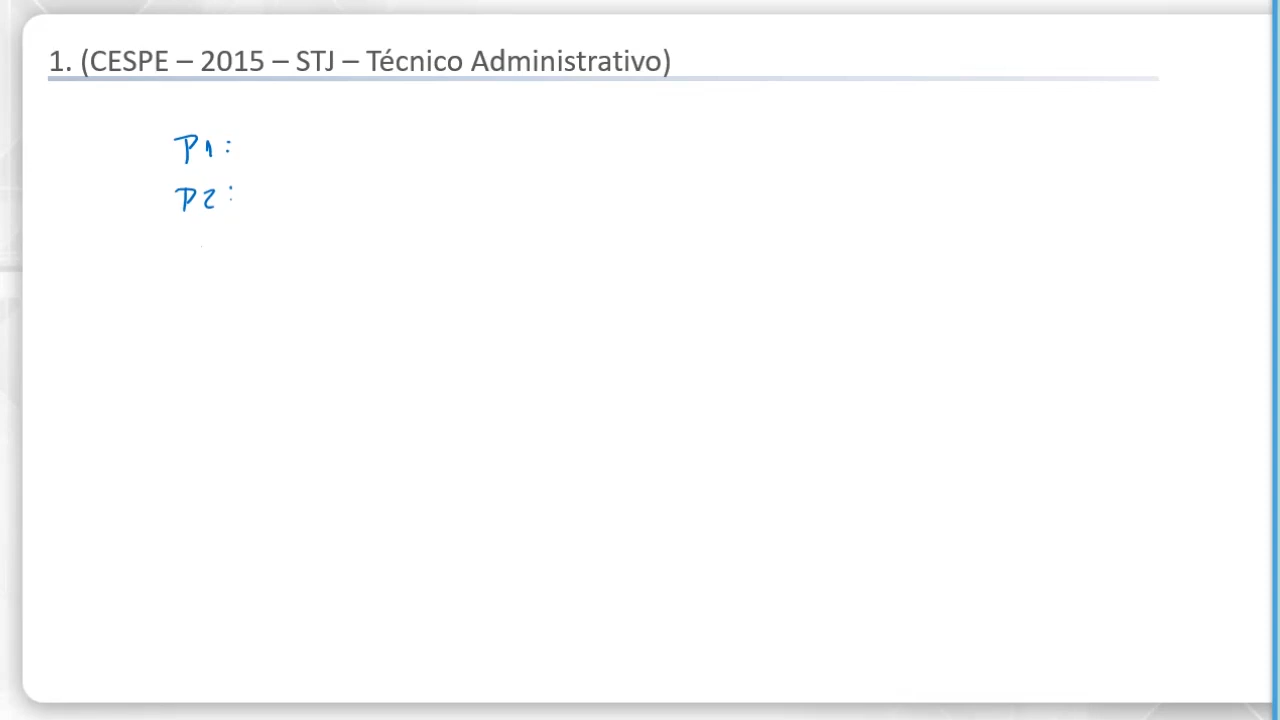 1. (CESPE – 2015 – STJ – Técnico Administrativo)
P1:
P2: